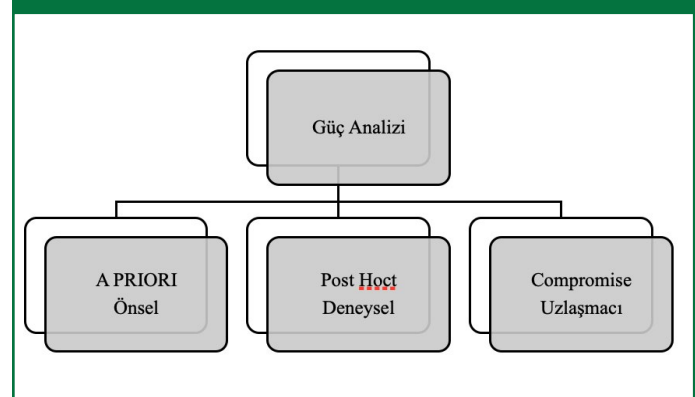 Güç Analizi
A PRIORI
Önsel
Post Hoct
Deneysel
Compromise
Uzlaşmacı